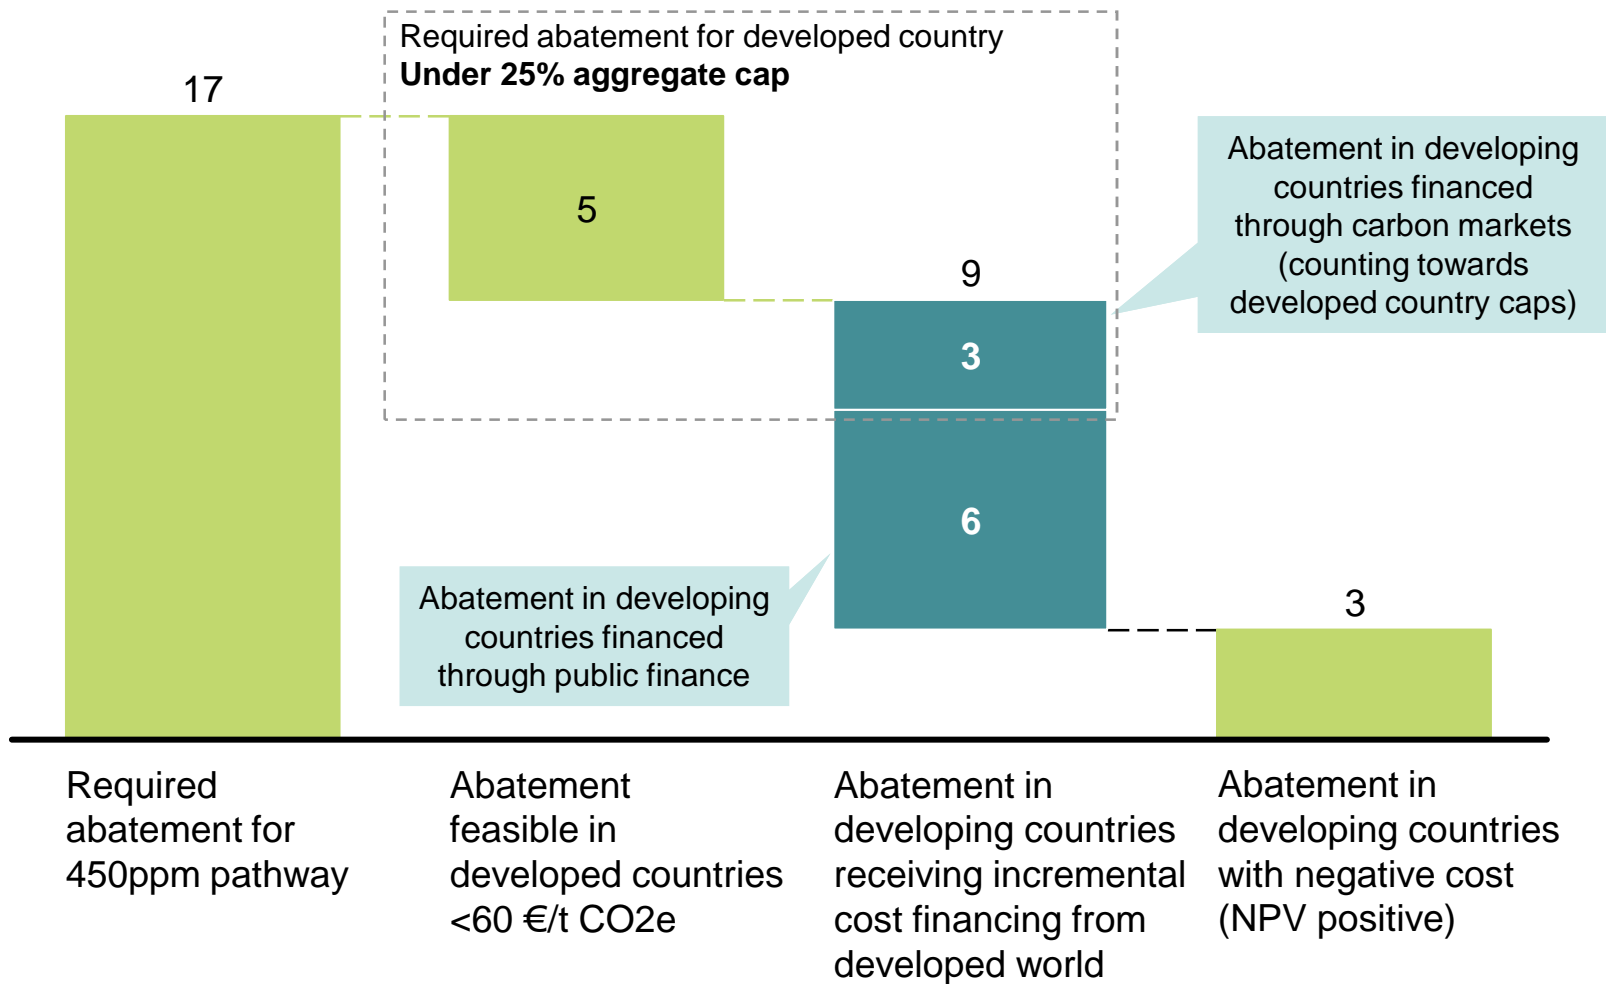 Required abatement for developed country
Under 25% aggregate cap
17
5
9
3
6
3
Abatement in developing
countries financed
through carbon markets
(counting towards
developed country caps)
Abatement in developing
countries financed
through public finance
Required
abatement for
450ppm pathway
Abatement
feasible in
developed countries
<60 €/t CO2e
Abatement in
developing countries
receiving incremental
cost financing from
developed world
Abatement in
developing countries
with negative cost
(NPV positive)